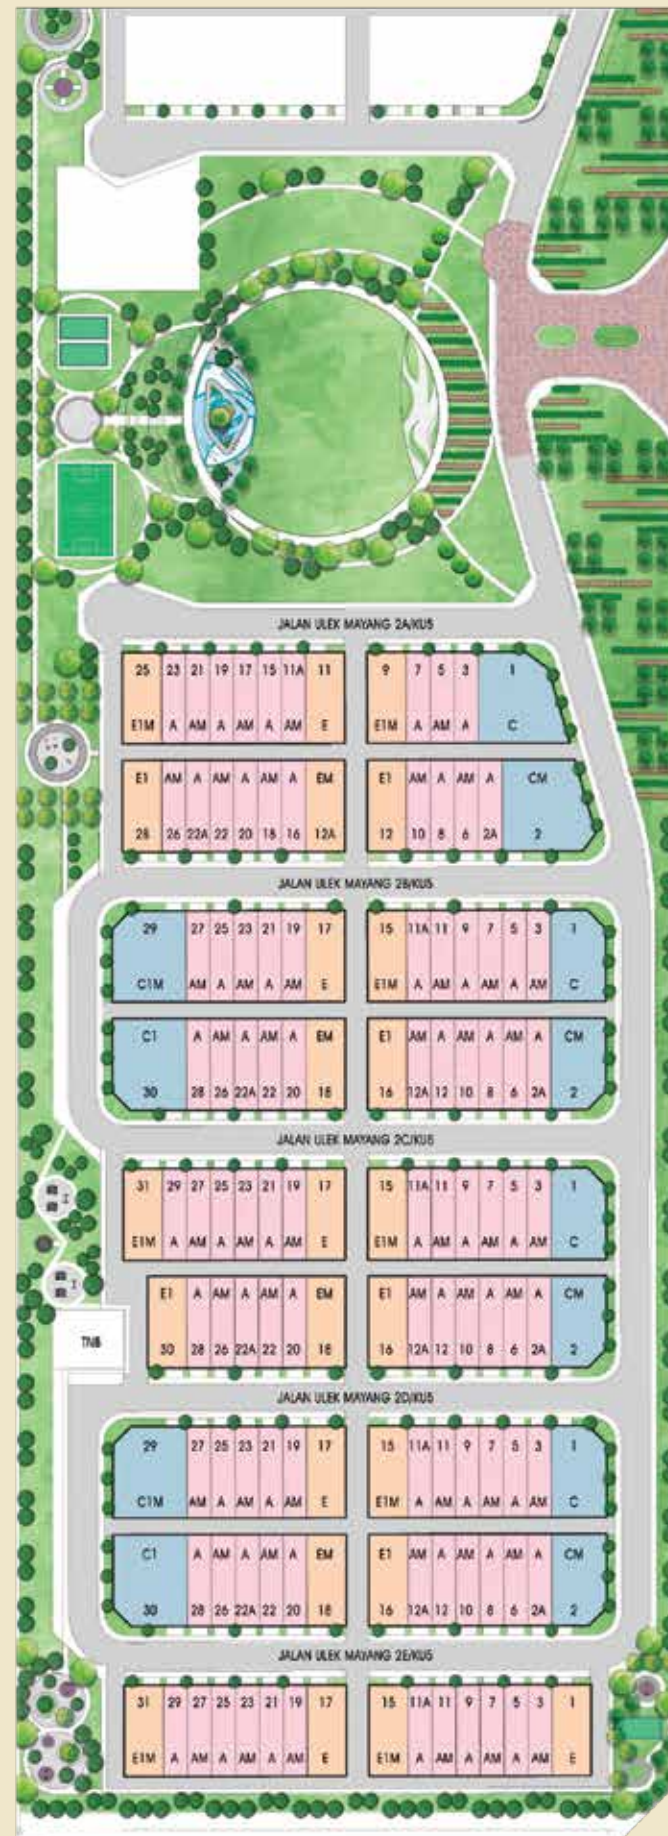 JALAN ULEK MAYANG 2A/KU5
25 23 21 19 17 15 11A 11 9 7 5 3 1
E1M A AM A AM A AM E E1M A AM A C
E1 AM A AM A AM A EM E1 AM A AM A CM
28 26 22A 22 20 18 16 12A 12 10 8 6 2A 2
JALAN ULEK MAYANG 2B/KU5
29 27 25 23 21 19 17 15 11A 11 9 7 5 3 1
C1M AM A AM A AM E E1M A AM A AM A AM C
C1 A AM A AM A EM E1 AM A AM A AM A CM
30 28 26 22A 22 20 18 16 12A 12 10 8 6 2A 2
JALAN ULEK MAYANG 2C/KU5
31 29 27 25 23 21 19 17 15 11A 11 9 7 5 3 1
E1M A AM A AM A AM E E1M A AM A AM A AM C
E1 A AM A AM A EM E1 AM A AM A AM A CM
TNB
30 28 26 22A 22 20 18 16 12A 12 10 8 6 2A 2
JALAN ULEK MAYANG 2D/KU5
29 27 25 23 21 19 17 15 11A 11 9 7 5 3 1
C1M AM A AM A AM E E1M A AM A AM A AM C
C1 A AM A AM A EM E1 AM A AM A AM A CM
30 28 26 22A 22 20 18 16 12A 12 10 8 6 2A 2
JALAN ULEK MAYANG 2E/KU5
31 29 27 25 23 21 19 17 15 11A 11 9 7 5 3 1
E1M A AM A AM A AM E E1M A AM A AM A AM E